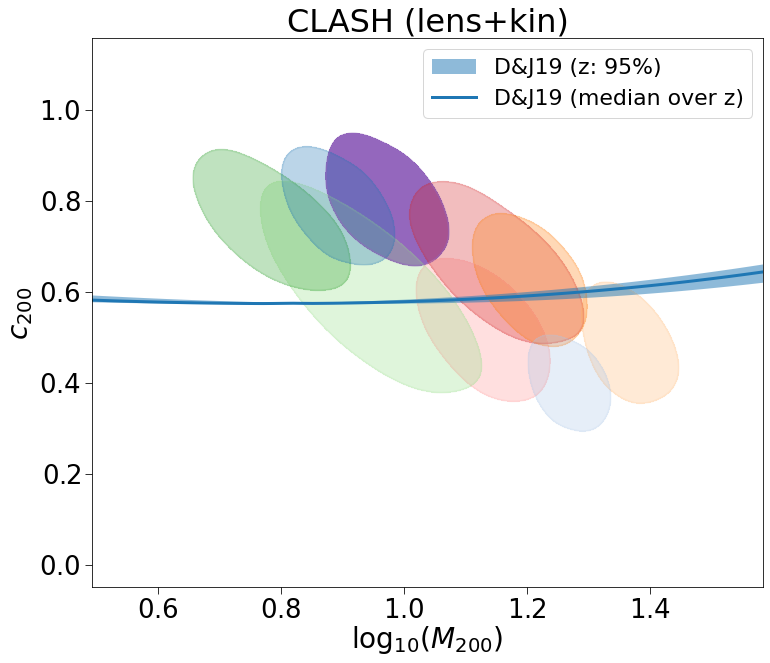 CLASH (lens+kin)
D&J19 (z: 95%)
D&J19 (median over z)
1.0
0.8
0.6
0.4
0.2
0.0
c₂₀₀
0.6 0.8 1.0 1.2 1.4
log₁₀(M₂₀₀)